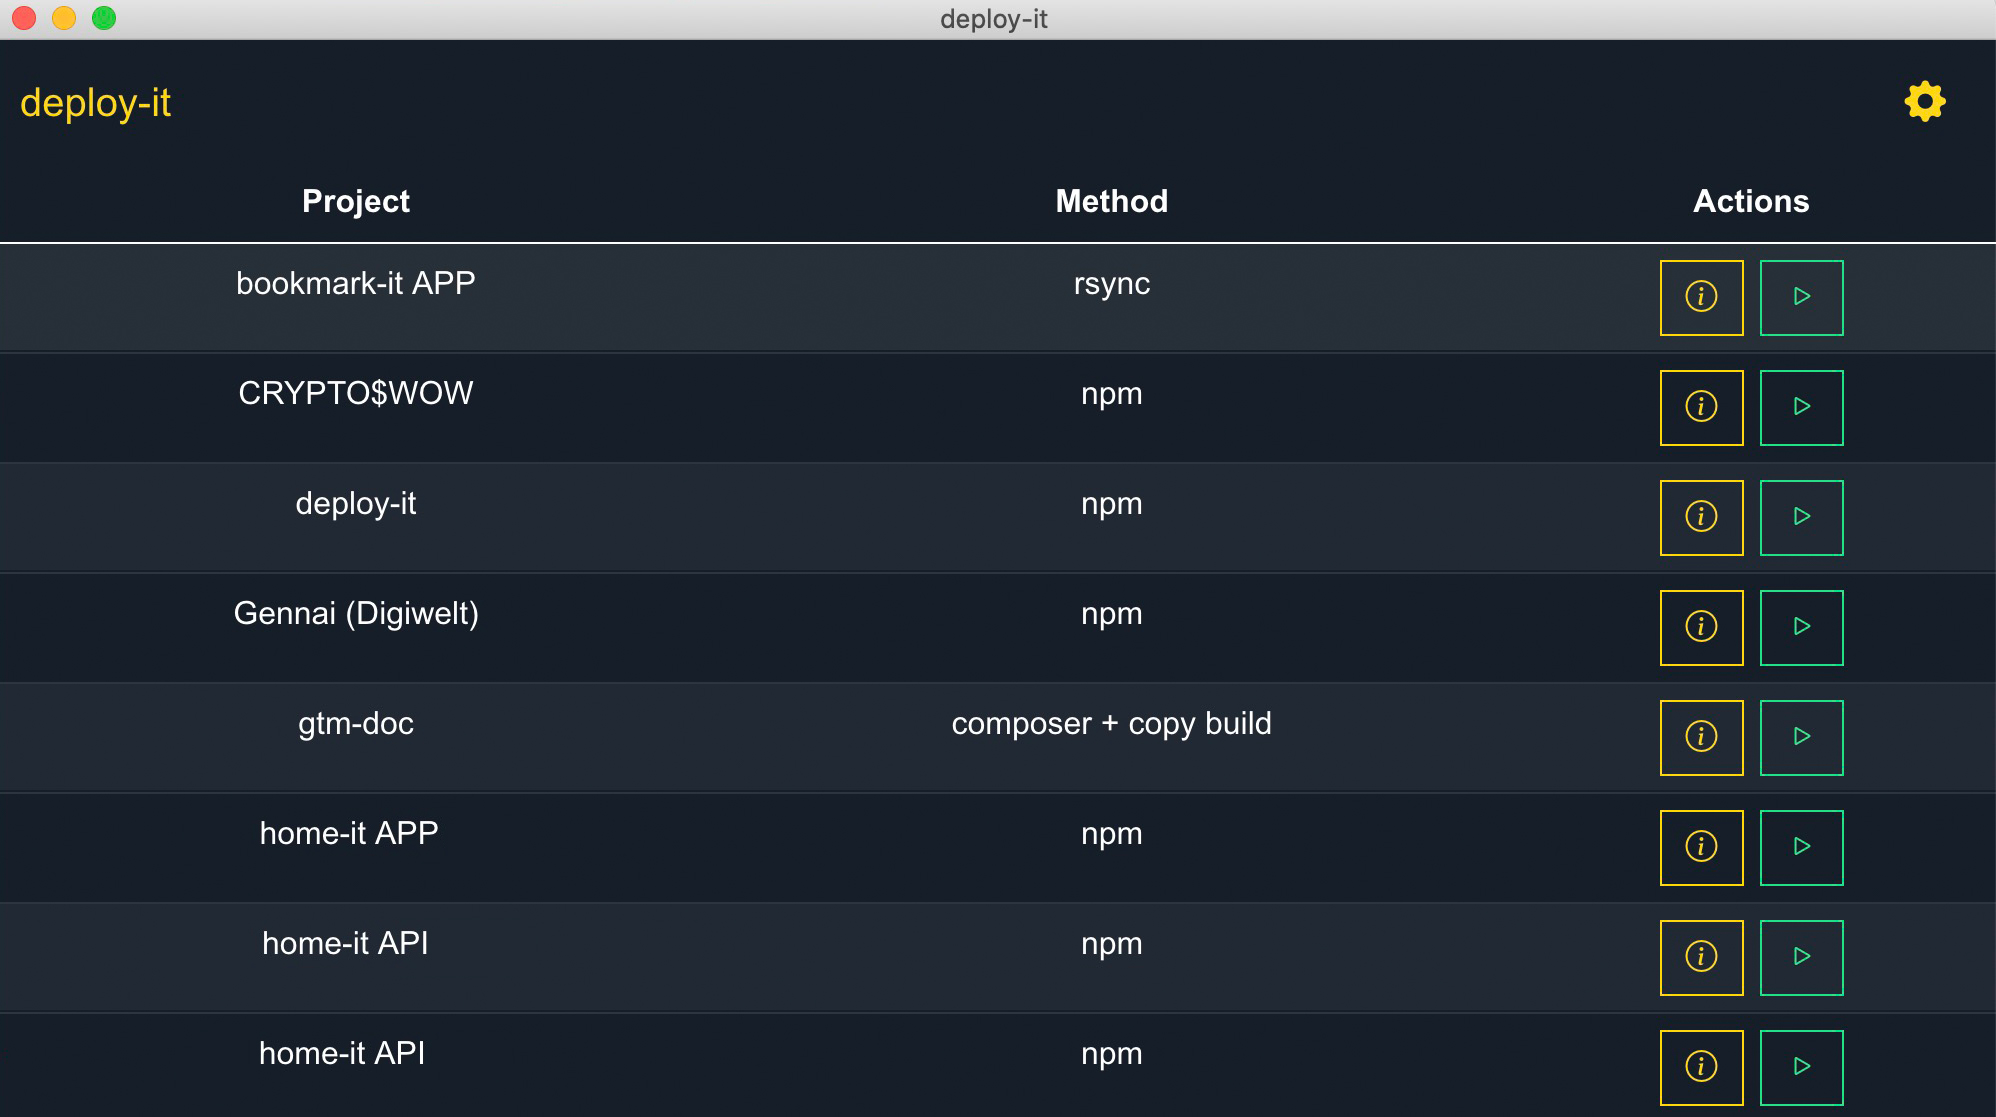 deploy-it
deploy-it
Project Method Actions
bookmark-it APP rsync
CRYPTO$WOW npm
deploy-it npm
Gennai (Digiwelt) npm
gtm-doc composer + copy build
home-it APP npm
home-it API npm
home-it API npm